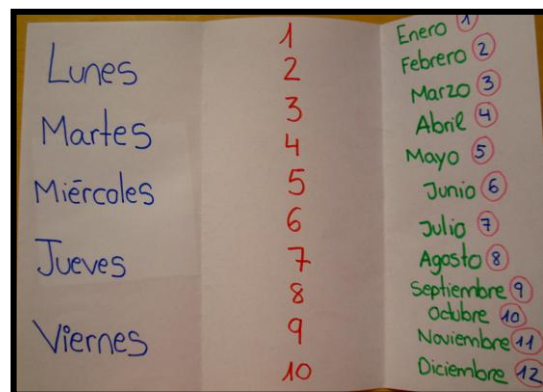 Lunes
Martes
Miércoles
Jueves
Viernes
1
2
3
4
5
6
7
8
9
10
Enero 1
Febrero 2
Marzo 3
Abril 4
Mayo 5
Junio 6
Julio 7
Agosto 8
Septiembre 9
Octubre 10
Noviembre 11
Diciembre 12